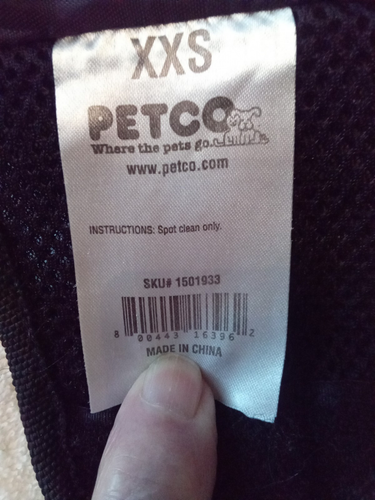 XXS
PETCO
Where the pets go.
www.petco.com
INSTRUCTIONS: Spot clean only.
SKU# 1501933
8 00443 16396 2
MADE IN CHINA